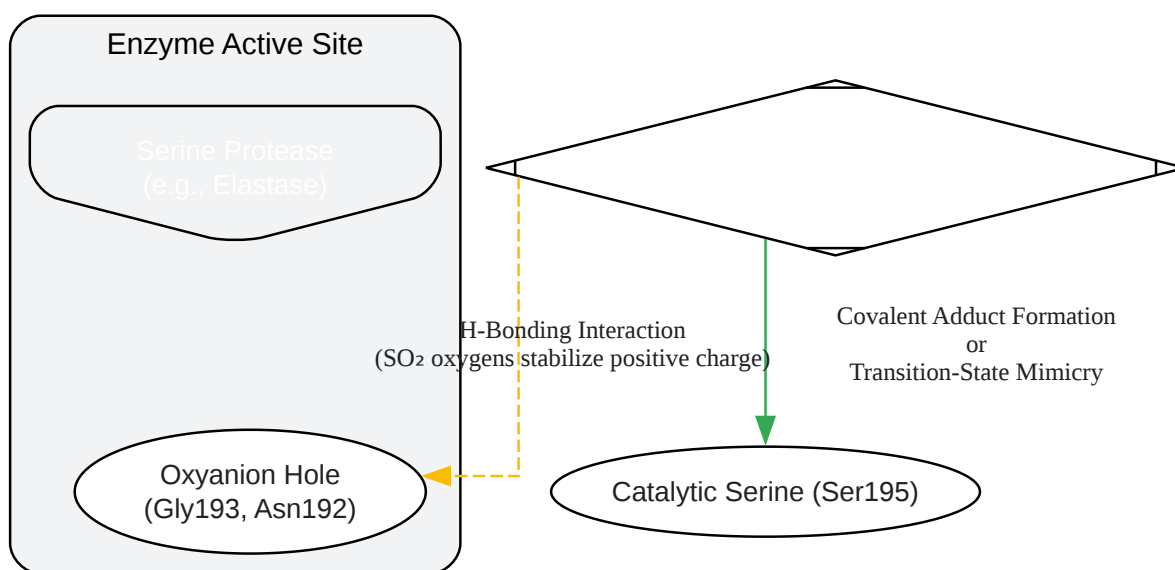 Enzyme Active Site
Serine Protease
(e.g., Elastase)
H-Bonding Interaction
(SO₂ oxygens stabilize positive charge)
Covalent Adduct Formation
or
Transition-State Mimicry
Oxyanion Hole
(Gly193, Asn192)
Catalytic Serine (Ser195)